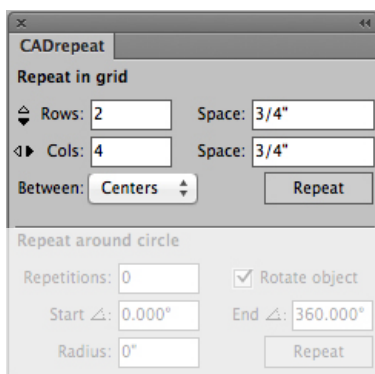 CADrepeat
Repeat in grid
Rows: 2 Space: 3/4"
Cols: 4 Space: 3/4"
Between: Centers Repeat
Repeat around circle
Repetitions: 0 Rotate object
Start ∠: 0.000° End ∠: 360.000°
Radius: 0" Repeat